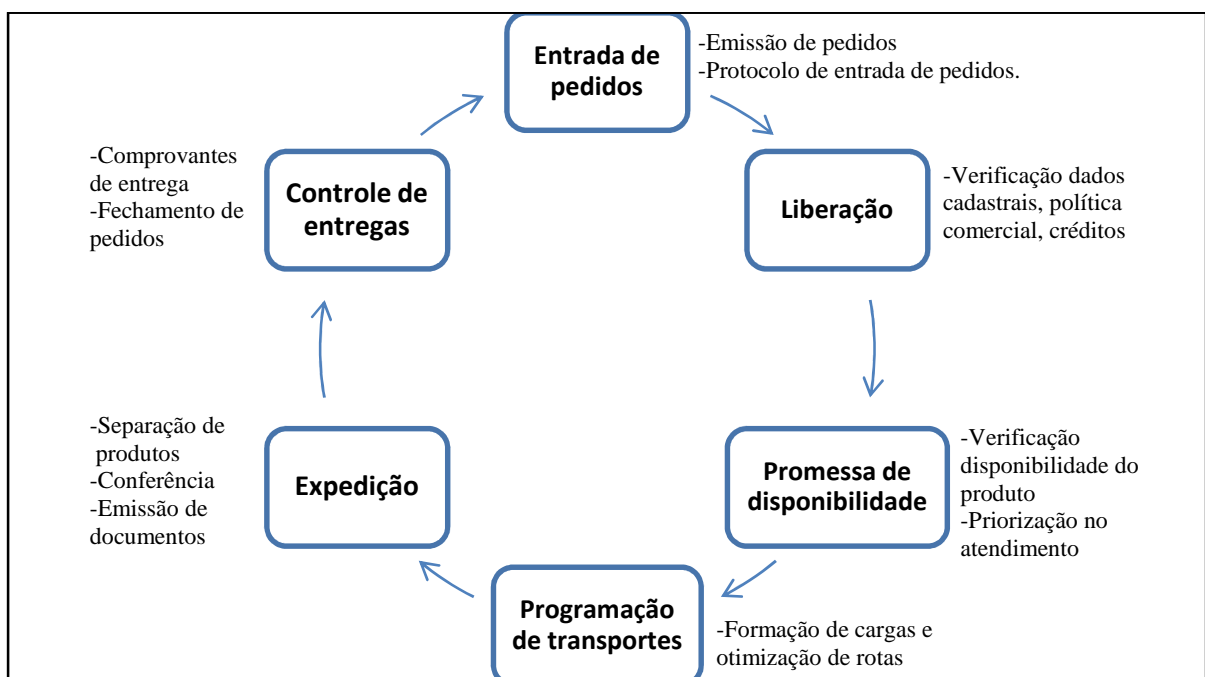 Entrada de
pedidos
-Emissão de pedidos
-Protocolo de entrada de pedidos.
Liberação
-Verificação dados
cadastrais, política
comercial, créditos
Promessa de
disponibilidade
-Verificação
disponibilidade do
produto
-Priorização no
atendimento
Programação
de transportes
-Formação de cargas e
otimização de rotas
Expedição
-Separação de
produtos
-Conferência
-Emissão de
documentos
Controle de
entregas
-Comprovantes
de entrega
-Fechamento de
pedidos